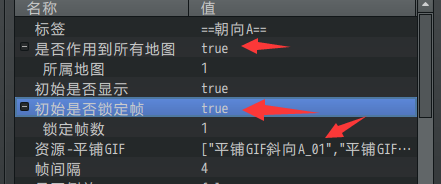 名称 值
标签 ==朝向A==
是否作用到所有地图 true
所属地图 1
初始是否显示 true
初始是否锁定帧 true
锁定帧数 1
资源-平铺GIF ["平铺GIF斜向A_01","平铺GIF…
帧间隔 4